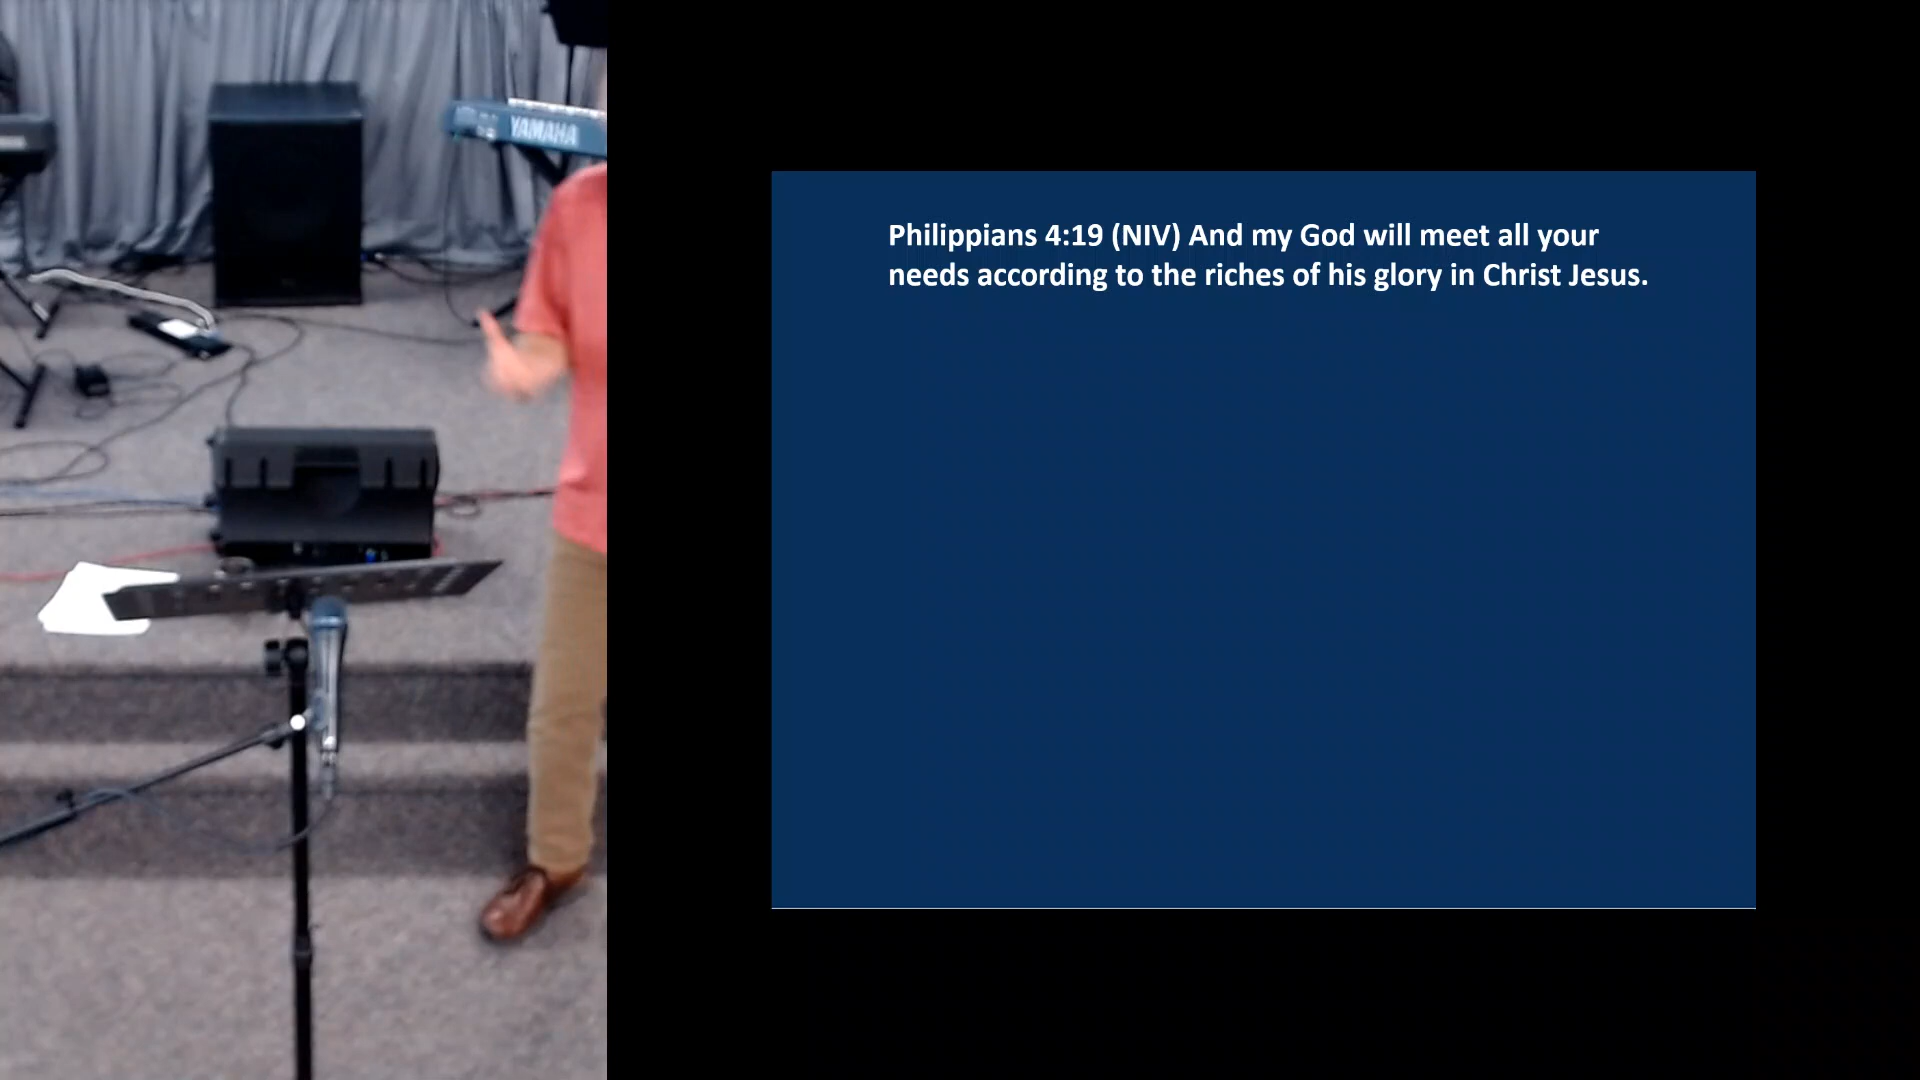 YAMAHA
Philippians 4:19 (NIV) And my God will meet all your
needs according to the riches of his glory in Christ Jesus.